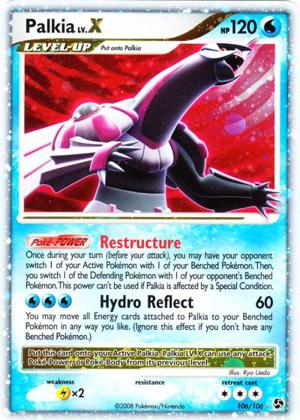 Palkia LV.X HP 120
LEVEL-UP Put onto Palkia
Poké-POWER Restructure
Once during your turn (before your attack), you may have your opponent
switch 1 of your Active Pokémon with 1 of your Benched Pokémon. Then,
you switch 1 of the Defending Pokémon with 1 of your opponent's Benched
Pokémon. This power can't be used if Palkia is affected by a Special Condition.
Hydro Reflect 60
You may move all Energy cards attached to Palkia to your Benched
Pokémon in any way you like. (Ignore this effect if you don't have any
Benched Pokémon.)
Put this card onto your Active Palkia. Palkia LV.X can use any attack,
Poké-Power, or Poké-Body from its previous level.
Illus. Ryo Ueda
weakness resistance retreat cost
×2
©2008 Pokémon/Nintendo 106/106